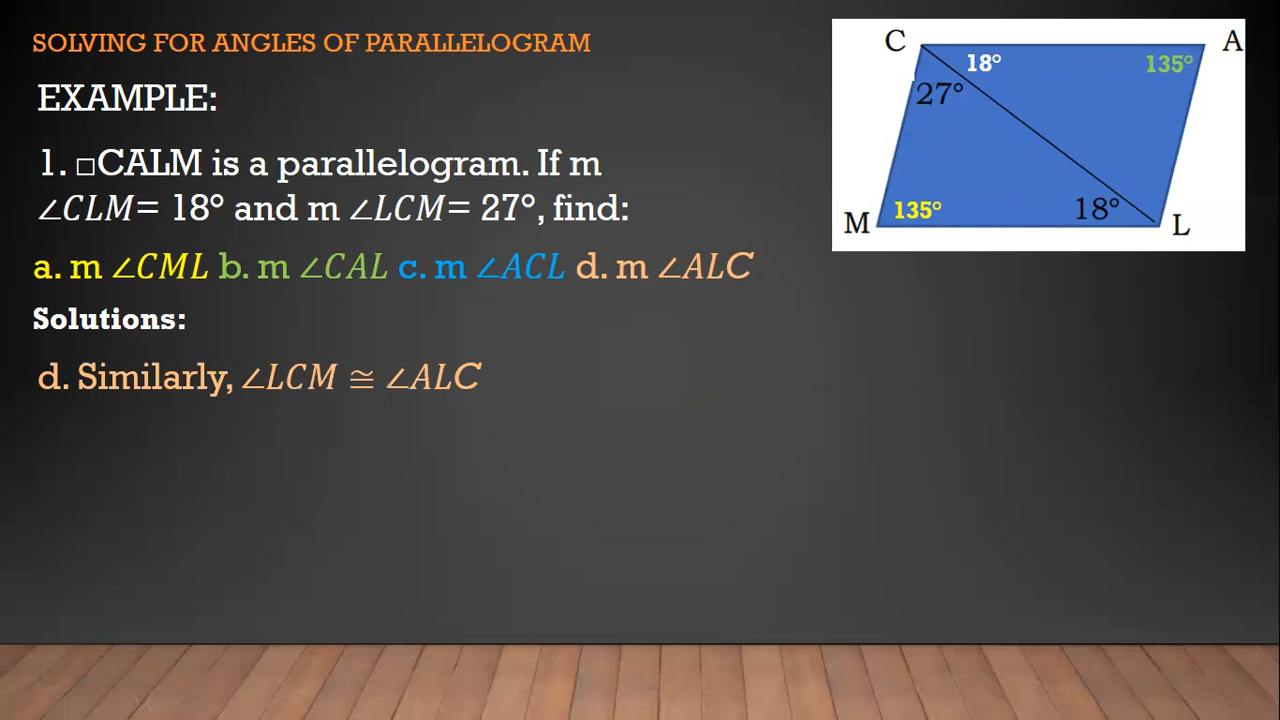 SOLVING FOR ANGLES OF PARALLELOGRAM
EXAMPLE:
1. □CALM is a parallelogram. If m
∠CLM= 18° and m ∠LCM= 27°, find:
a. m ∠CML b. m ∠CAL c. m ∠ACL d. m ∠ALC
Solutions:
d. Similarly, ∠LCM ≅ ∠ALC
C
A
18°
135°
27°
M
135°
18°
L